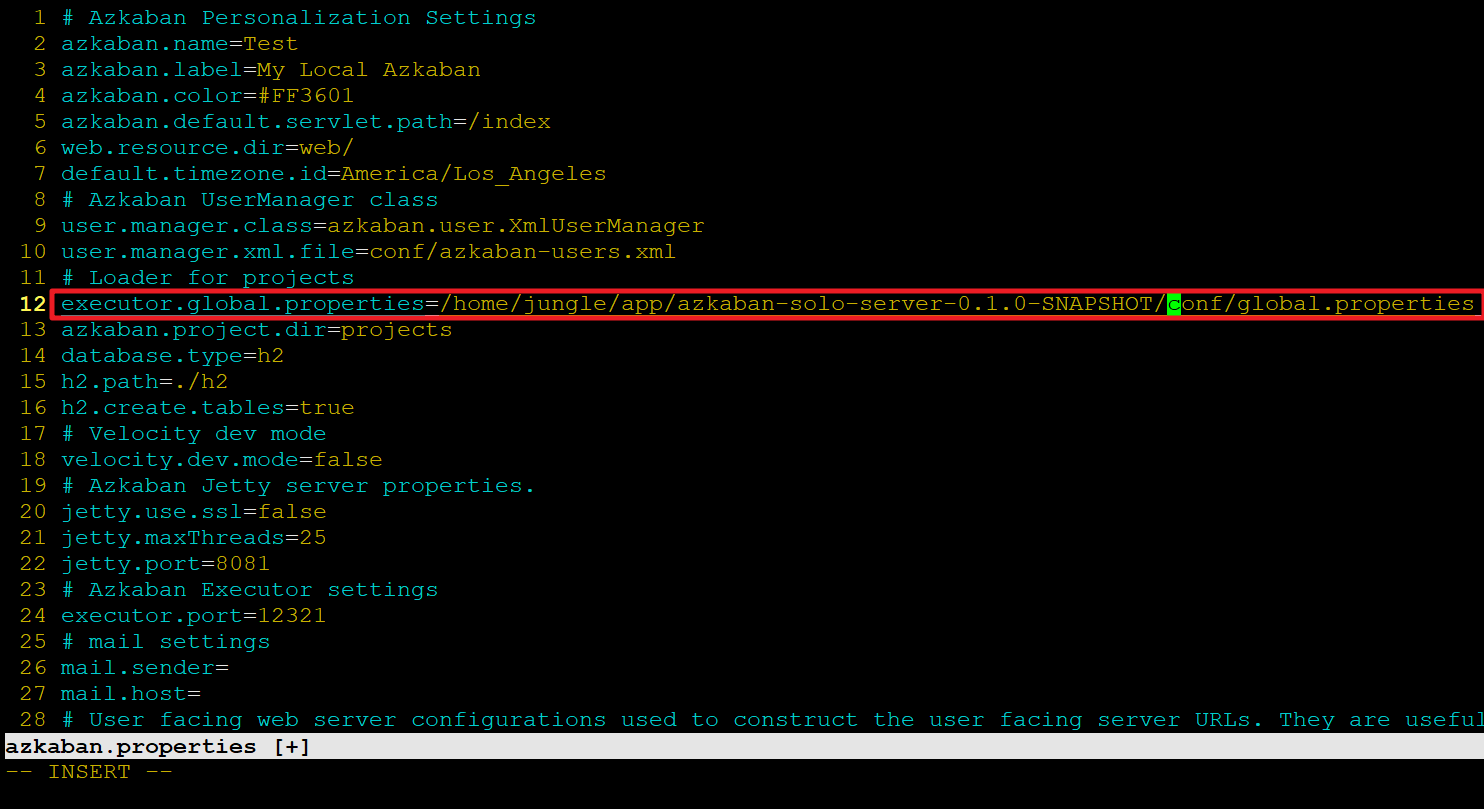 1 # Azkaban Personalization Settings
2 azkaban.name=Test
3 azkaban.label=My Local Azkaban
4 azkaban.color=#FF3601
5 azkaban.default.servlet.path=/index
6 web.resource.dir=web/
7 default.timezone.id=America/Los_Angeles
8 # Azkaban UserManager class
9 user.manager.class=azkaban.user.XmlUserManager
10 user.manager.xml.file=conf/azkaban-users.xml
11 # Loader for projects
12 executor.global.properties=/home/jungle/app/azkaban-solo-server-0.1.0-SNAPSHOT/conf/global.properties
13 azkaban.project.dir=projects
14 database.type=h2
15 h2.path=./h2
16 h2.create.tables=true
17 # Velocity dev mode
18 velocity.dev.mode=false
19 # Azkaban Jetty server properties.
20 jetty.use.ssl=false
21 jetty.maxThreads=25
22 jetty.port=8081
23 # Azkaban Executor settings
24 executor.port=12321
25 # mail settings
26 mail.sender=
27 mail.host=
28 # User facing web server configurations used to construct the user facing server URLs. They are useful
azkaban.properties [+]
-- INSERT --